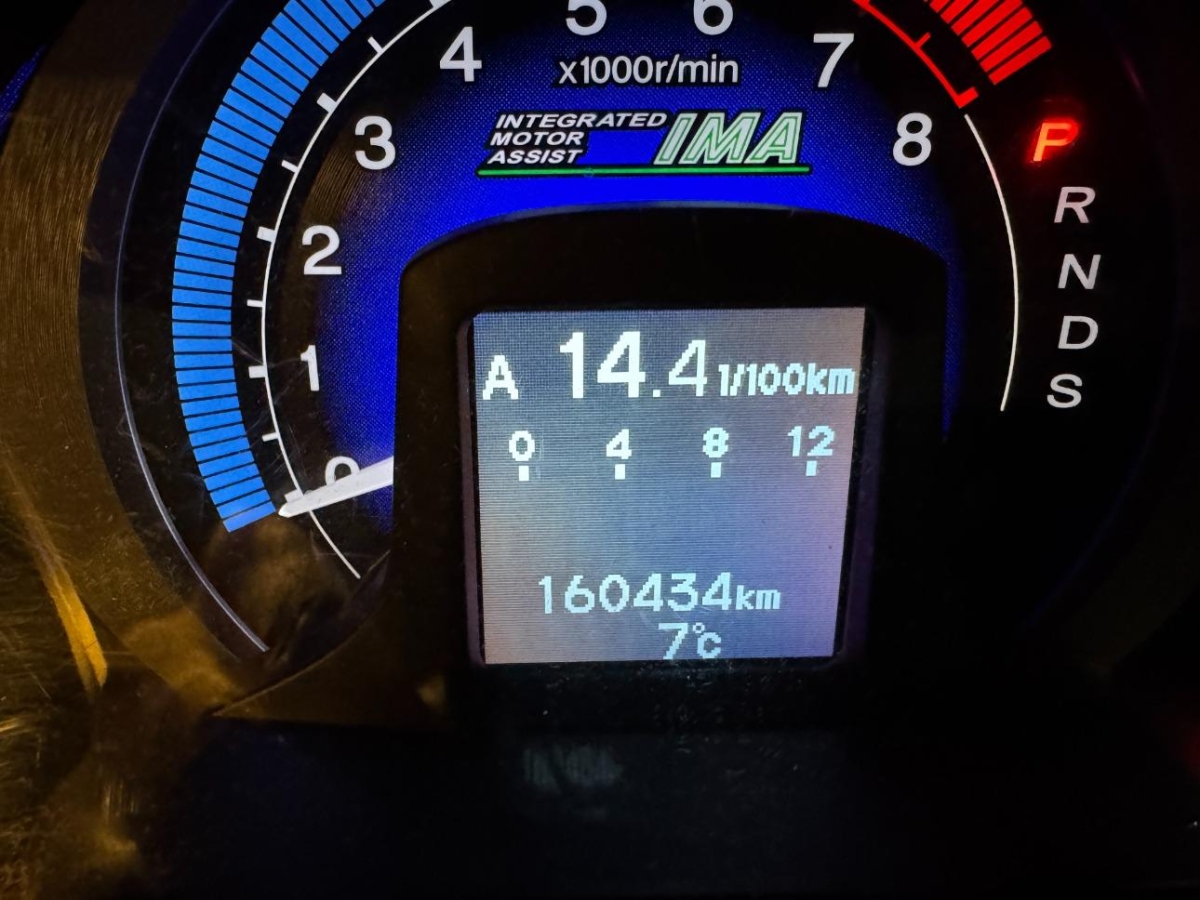 5 6
4 7
x1000r/min
3 8
INTEGRATED
MOTOR
ASSIST
IMA
P
R
2
N
1
D
S
0
A 14.4 l/100km
0 4 8 12
160434km
7°c